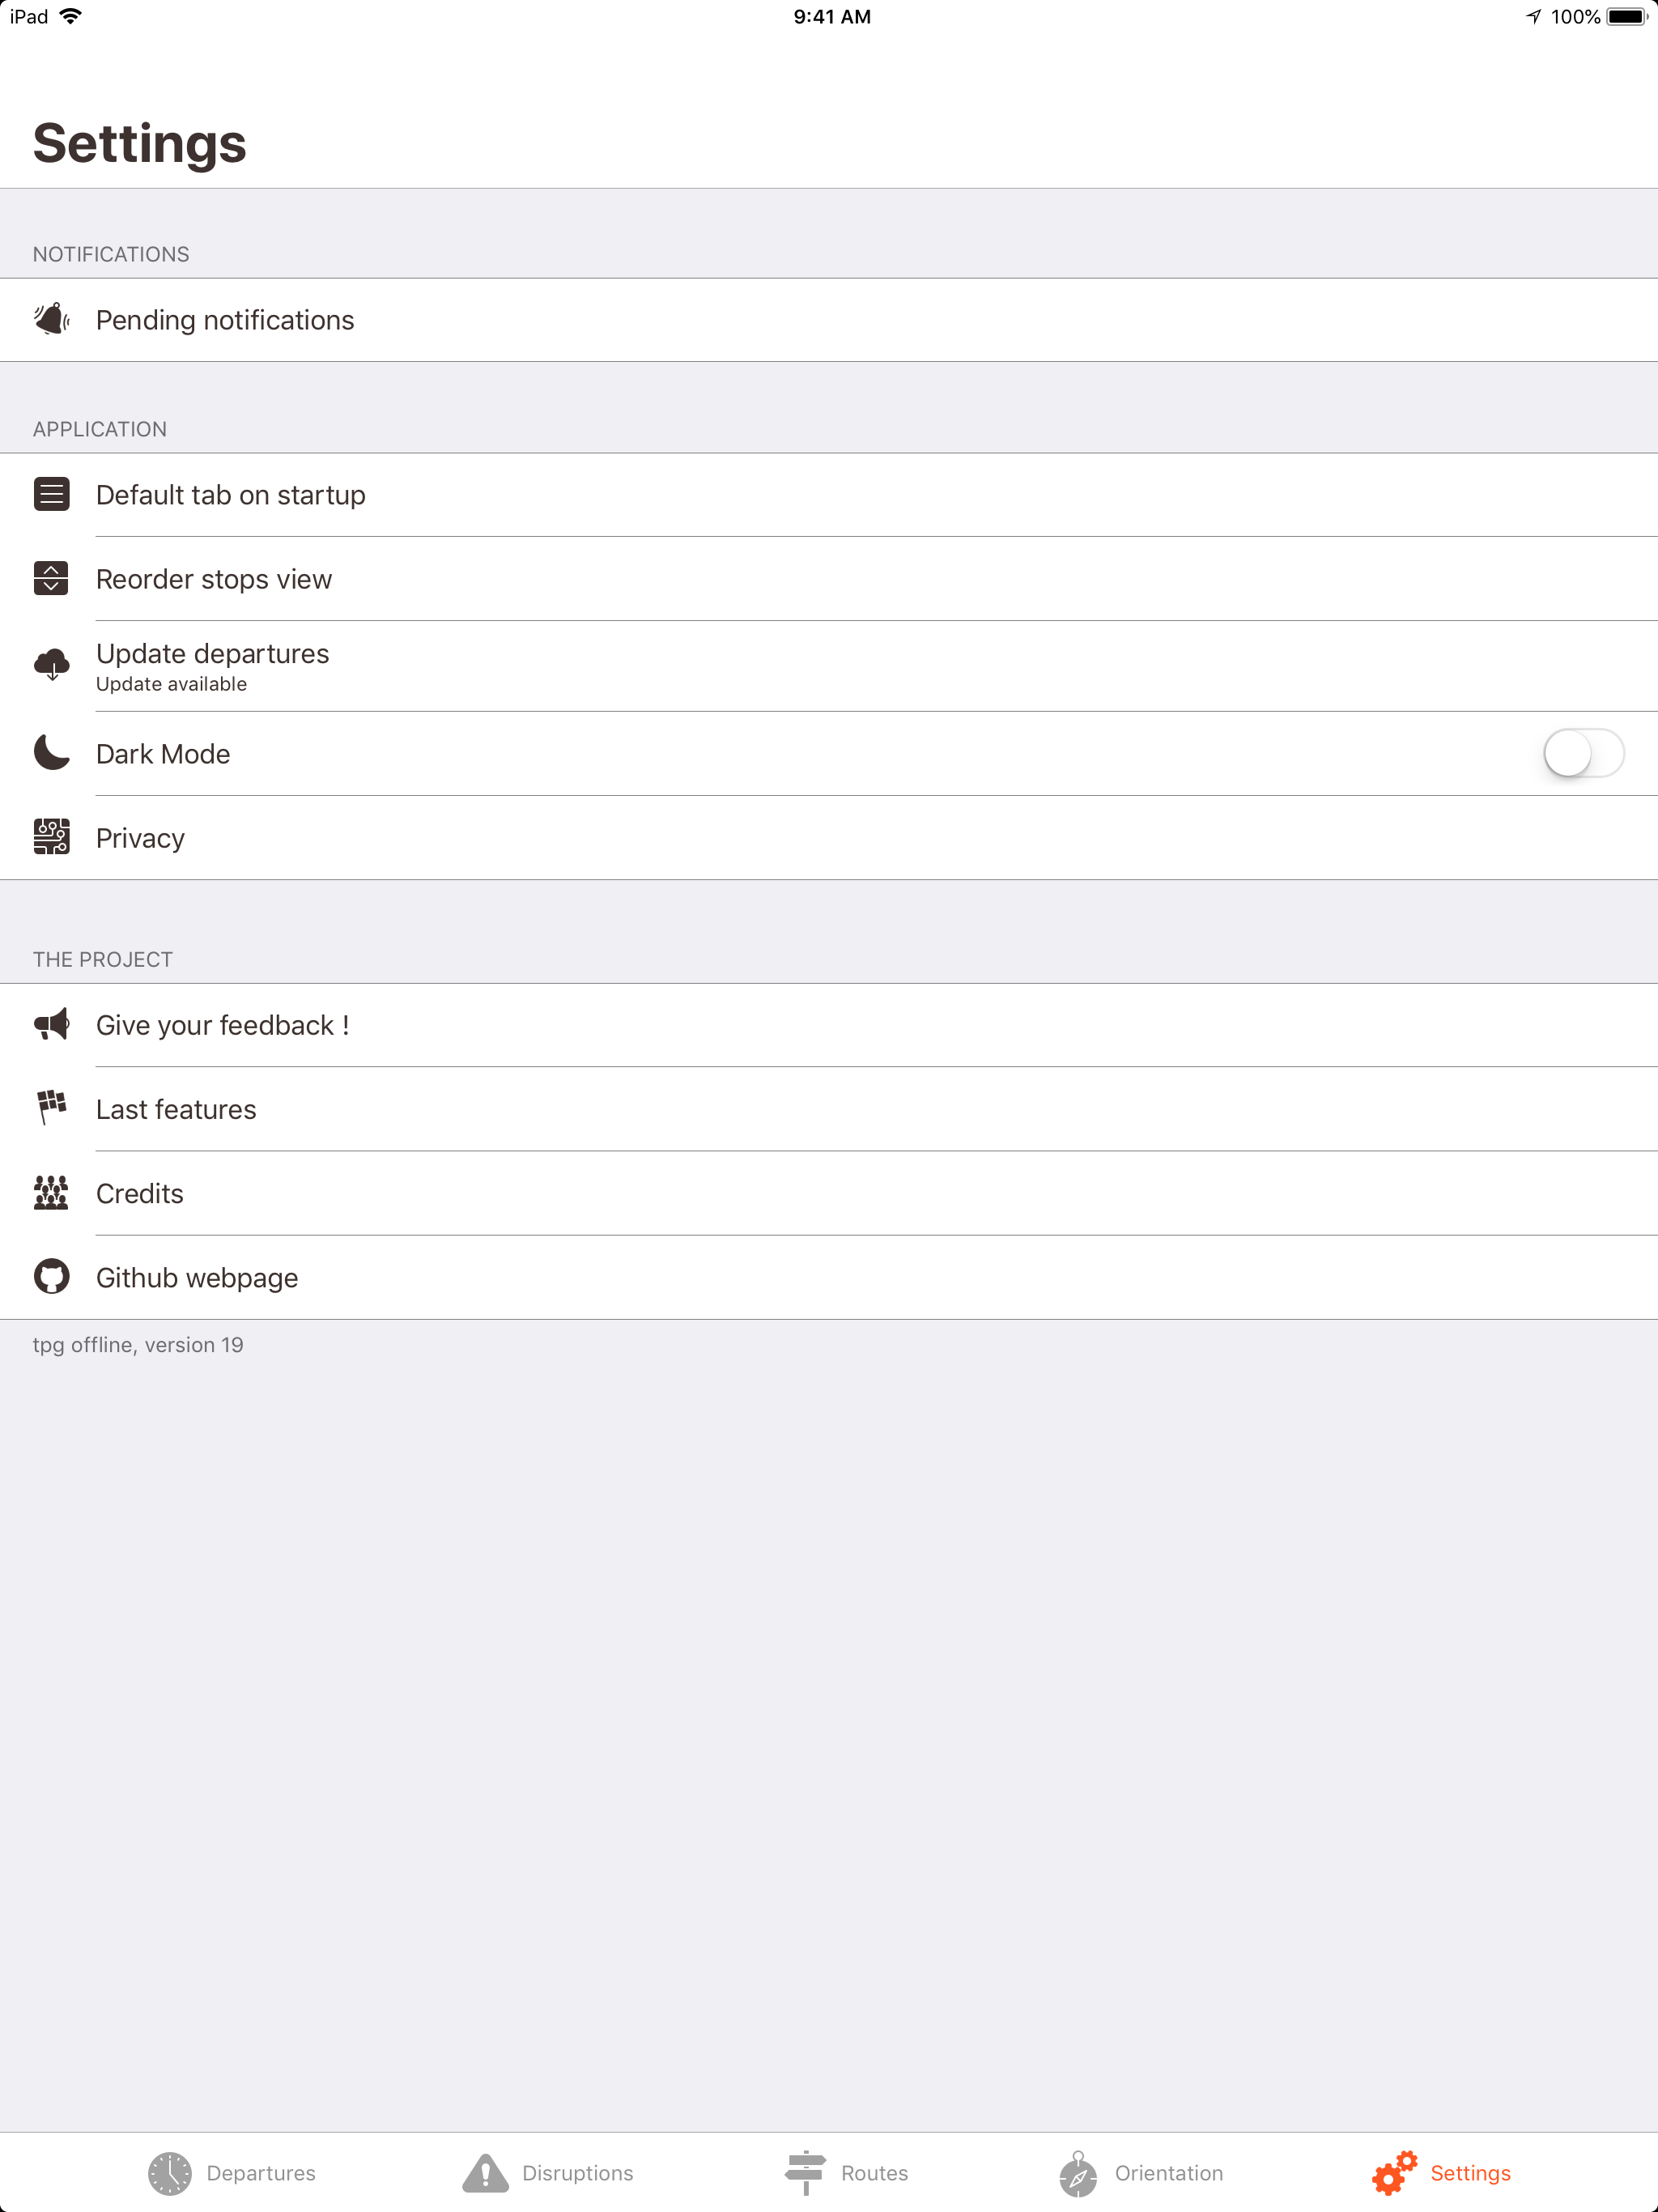 iPad 9:41 AM 100%
Settings
NOTIFICATIONS
Pending notifications
APPLICATION
Default tab on startup
Reorder stops view
Update departures
Update available
Dark Mode
Privacy
THE PROJECT
Give your feedback !
Last features
Credits
Github webpage
tpg offline, version 19
Departures Disruptions Routes Orientation Settings